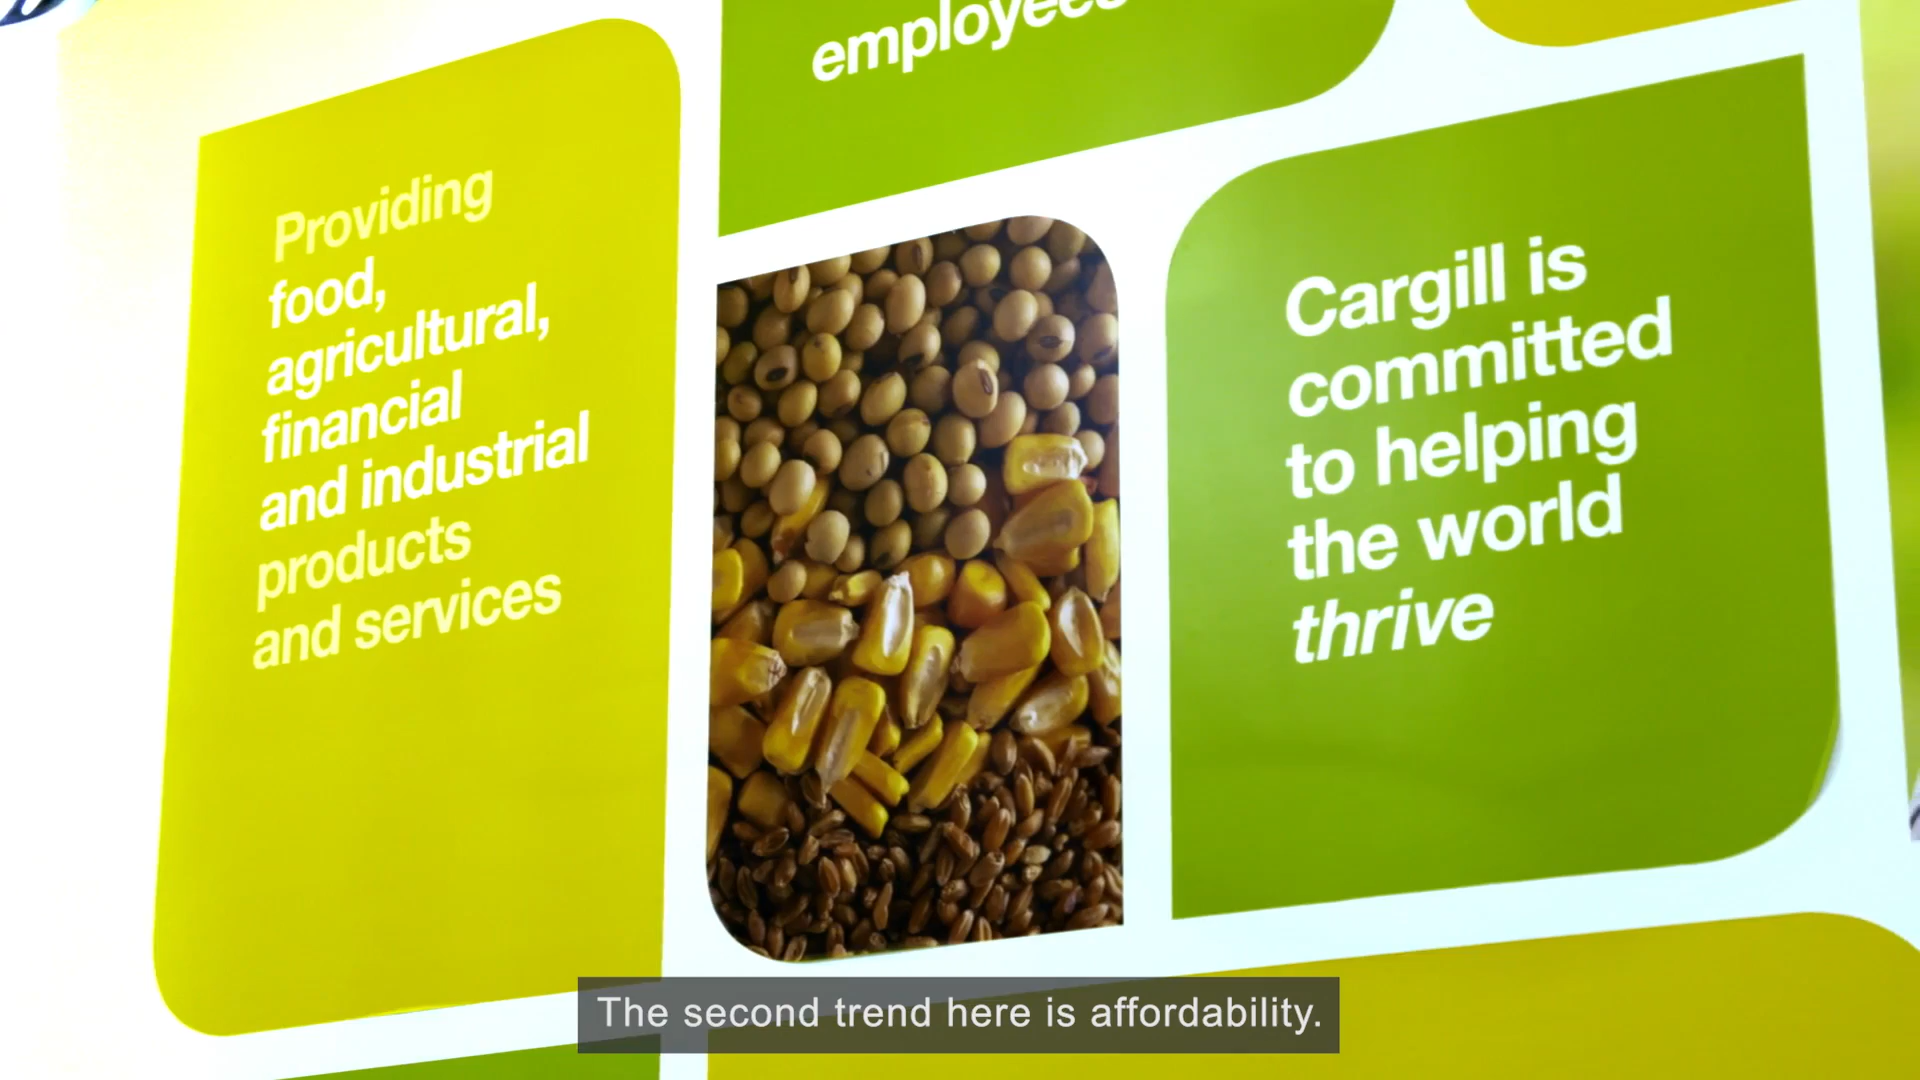 employees
Providing
food,
agricultural,
financial
and industrial
products
and services
Cargill is
committed
to helping
the world
thrive
The second trend here is affordability.